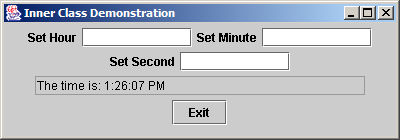 Inner Class Demonstration
Set Hour Set Minute
Set Second
The time is: 1:26:07 PM
Exit